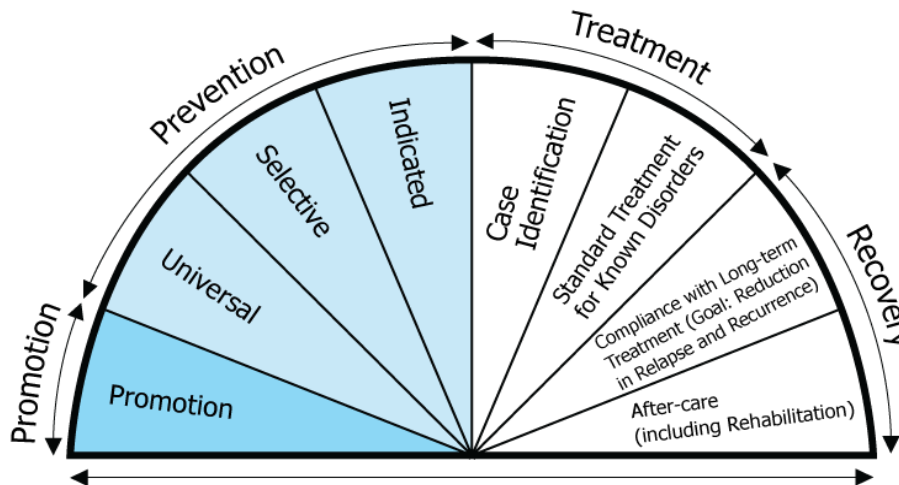 Promotion
Prevention
Treatment
Recovery
Promotion
Universal
Selective
Indicated
Case
Identification
Standard Treatment
for Known Disorders
Compliance with Long-term
Treatment (Goal: Reduction
in Relapse and Recurrence)
After-care
(including Rehabilitation)